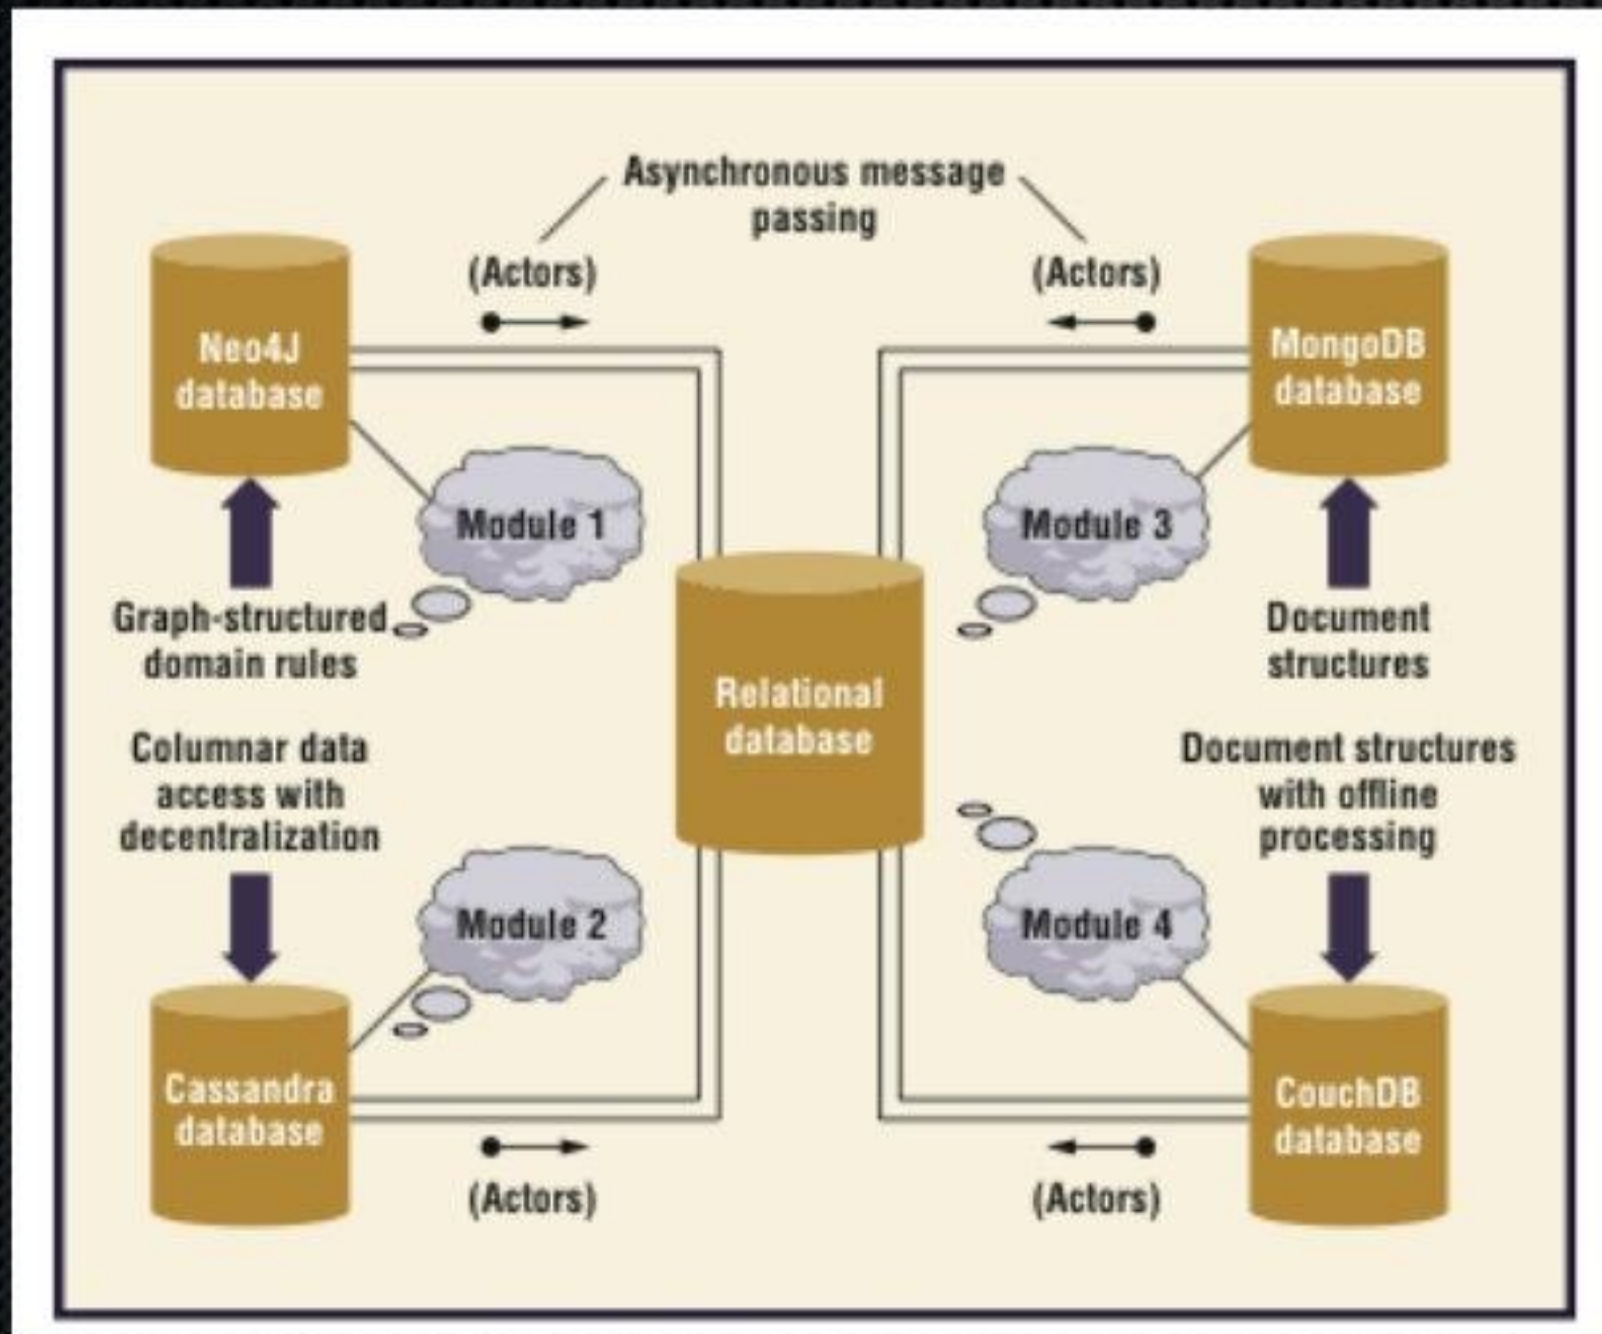 Asynchronous message
passing
(Actors)
(Actors)
Neo4J
database
MongoDB
database
Module 1
Module 3
Graph-structured
domain rules
Document
structures
Relational
database
Columnar data
access with
decentralization
Document structures
with offline
processing
Module 2
Module 4
Cassandra
database
CouchDB
database
(Actors)
(Actors)